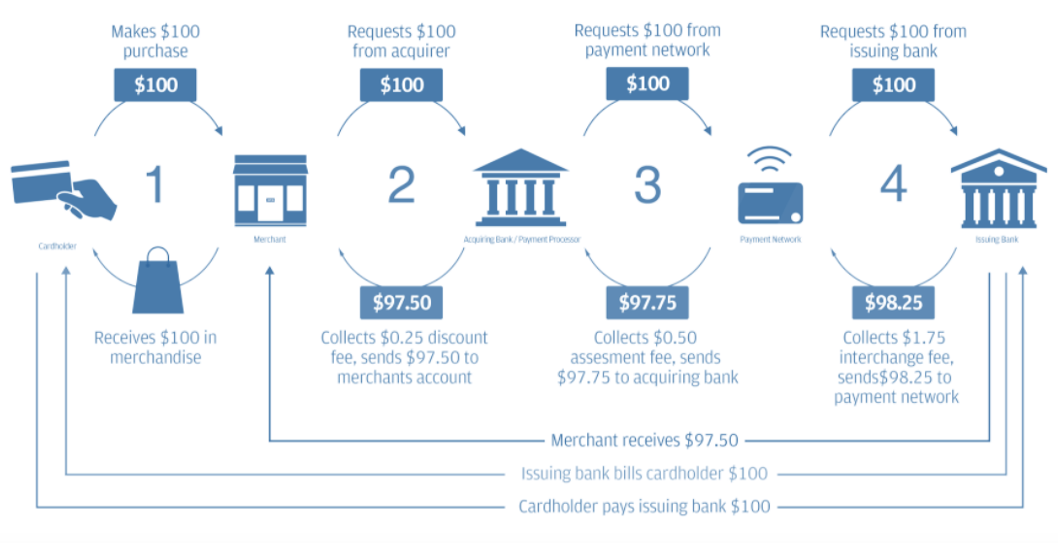 Makes $100
purchase
$100
Requests $100
from acquirer
$100
Requests $100 from
payment network
$100
Requests $100 from
issuing bank
$100
1
2
3
4
Cardholder
Merchant
Acquiring Bank / Payment Processor
Payment Network
Issuing Bank
Receives $100 in
merchandise
$97.50
Collects $0.25 discount
fee, sends $97.50 to
merchants account
$97.75
Collects $0.50
assesment fee, sends
$97.75 to acquiring bank
$98.25
Collects $1.75
interchange fee,
sends$98.25 to
payment network
Merchant receives $97.50
Issuing bank bills cardholder $100
Cardholder pays issuing bank $100